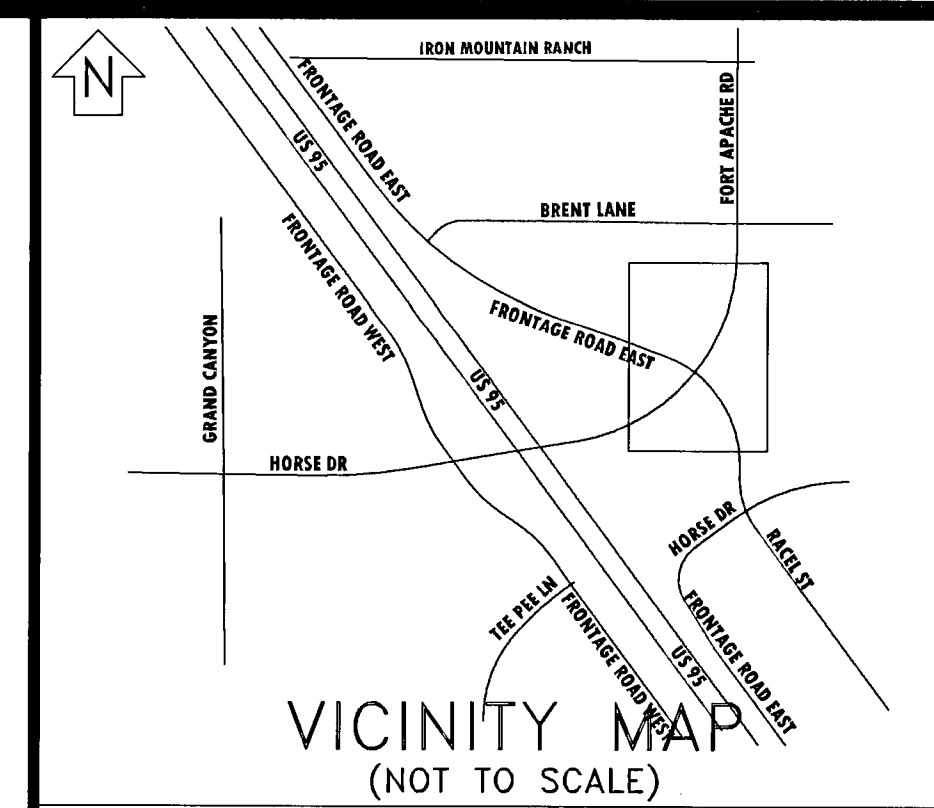 N
IRON MOUNTAIN RANCH
FRONTAGE ROAD EAST
FORT APACHE RD
US 95
BRENT LANE
FRONTAGE ROAD WEST
FRONTAGE ROAD EAST
GRAND CANYON
US 95
HORSE DR
HORSE DR
RACEL ST
TEE PEE LN
FRONTAGE ROAD WEST
FRONTAGE ROAD EAST
US 95
VICINITY MAP
(NOT TO SCALE)